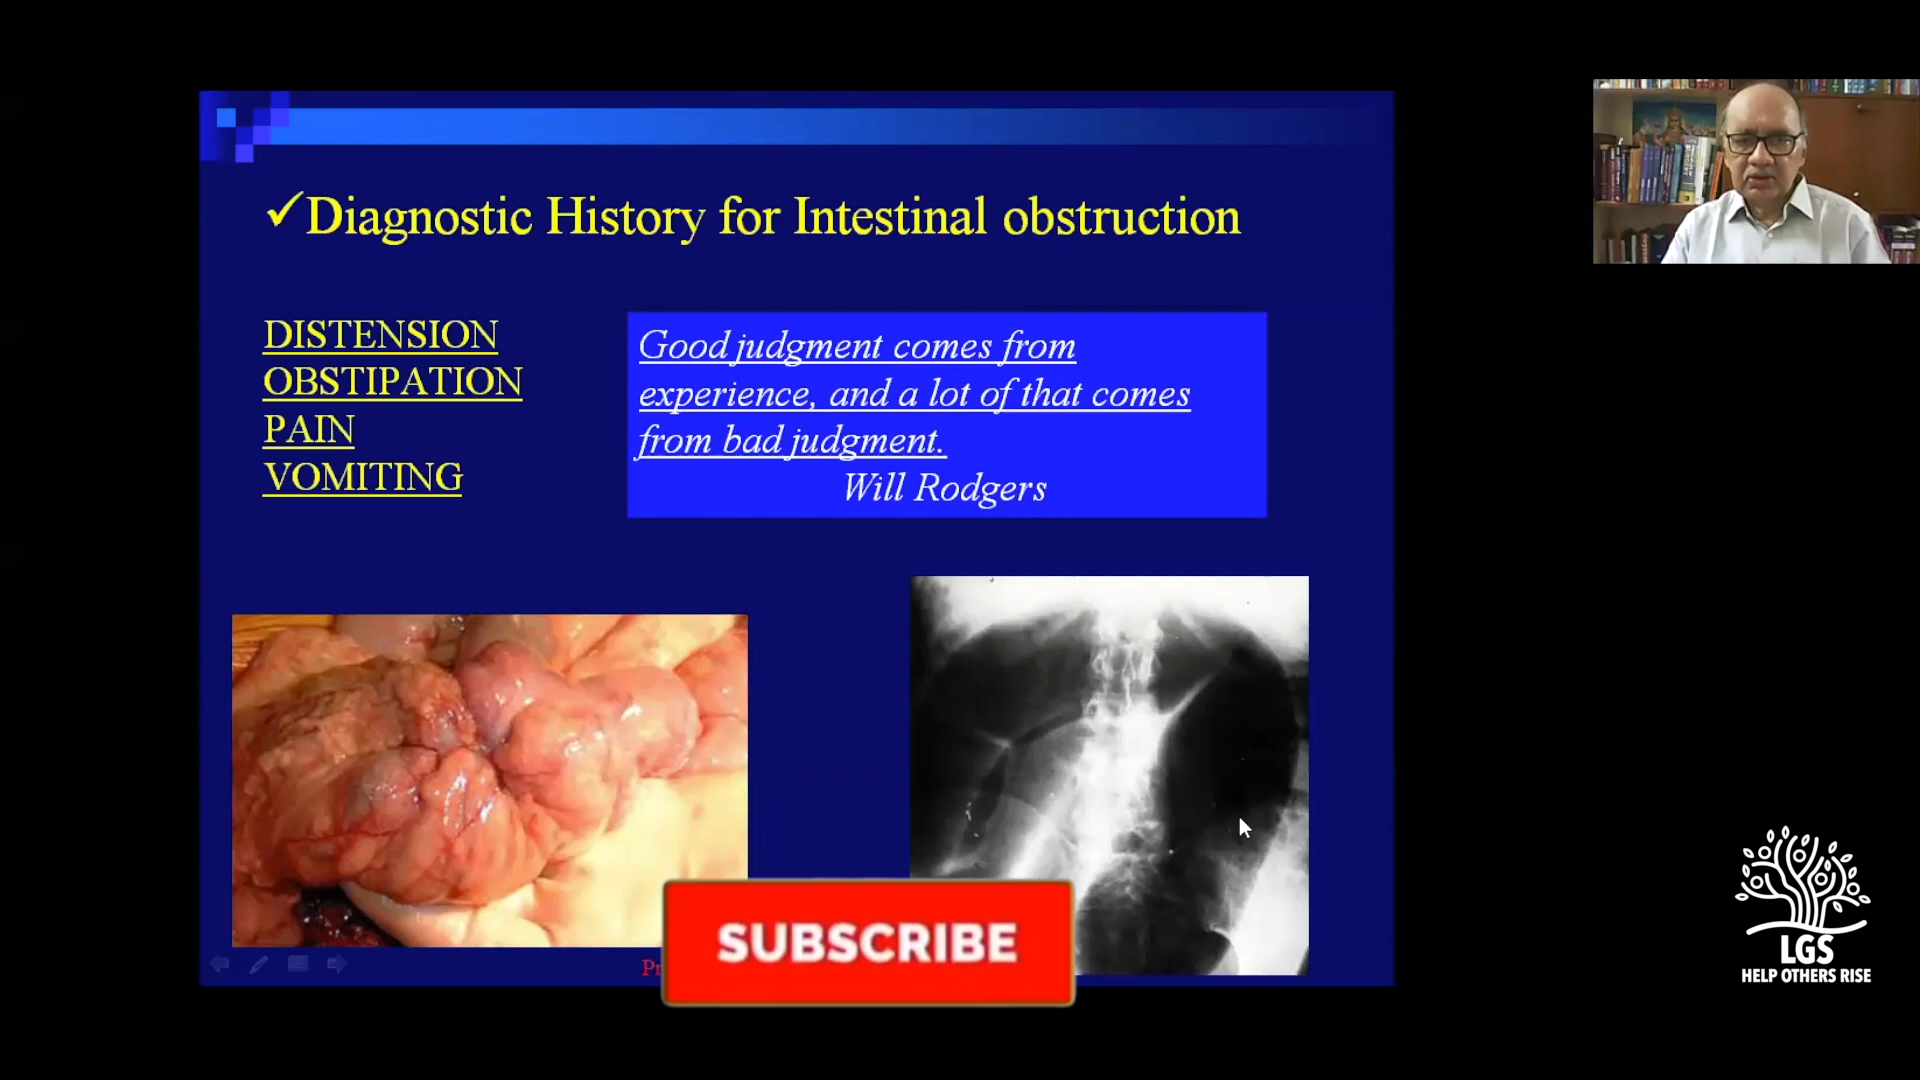 ✓Diagnostic History for Intestinal obstruction
DISTENSION
OBSTIPATION
PAIN
VOMITING
Good judgment comes from
experience, and a lot of that comes
from bad judgment.
Will Rodgers
SUBSCRIBE
LGS
HELP OTHERS RISE